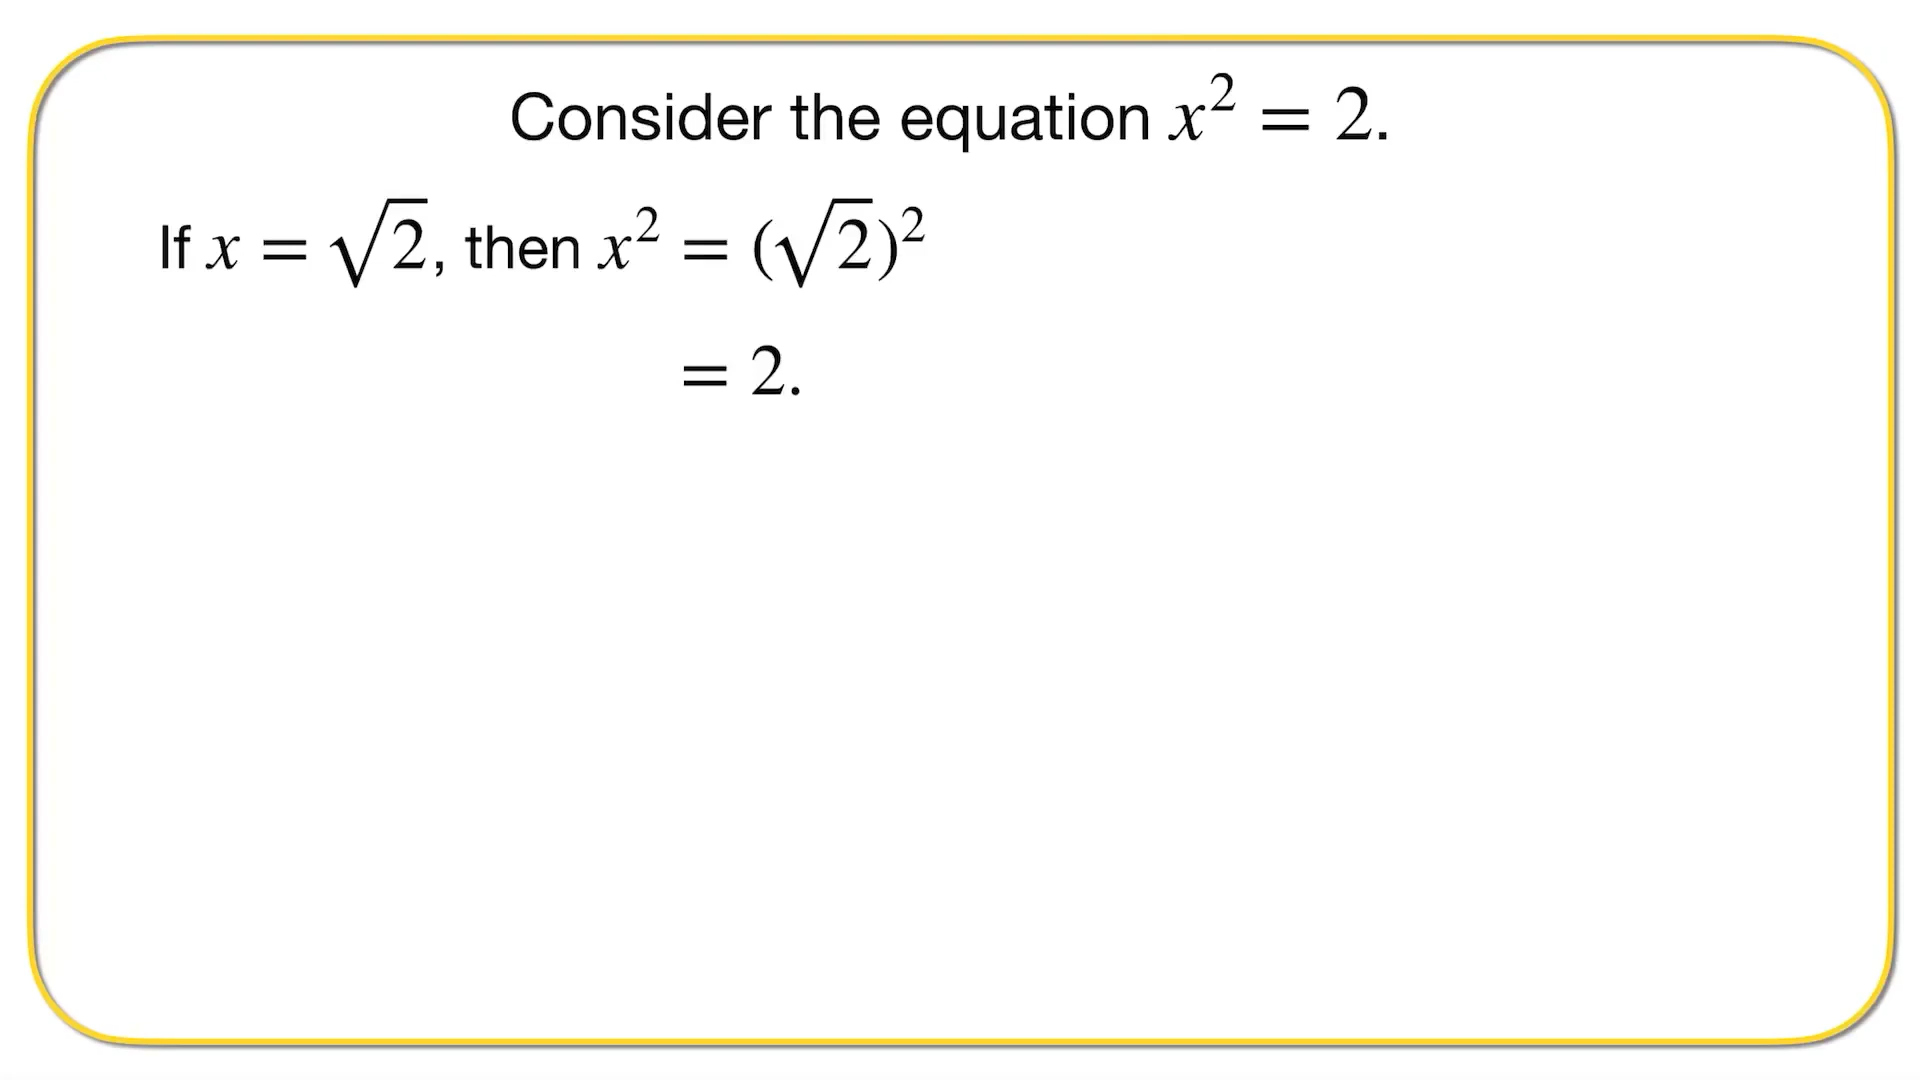 Consider the equation x² = 2.
If x = √2, then x² = (√2)²
= 2.